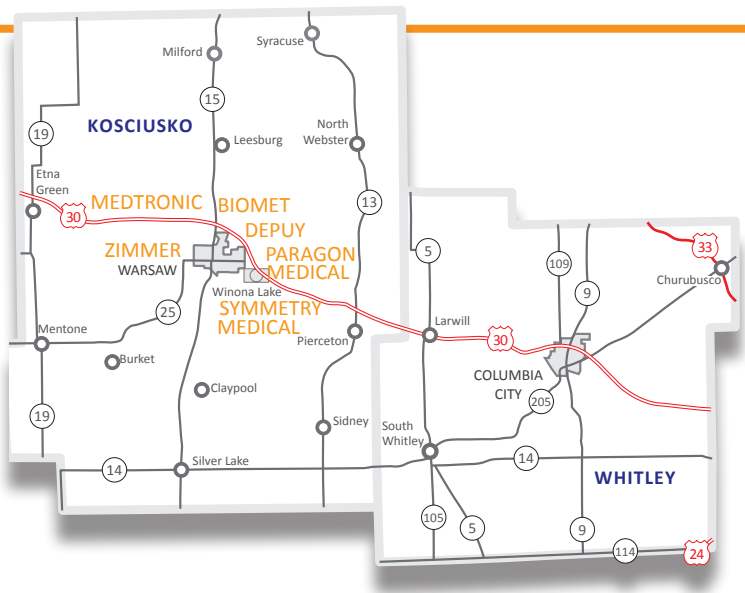 Syracuse
Milford
15
KOSCIUSKO
19
Leesburg
North
Webster
Etna
Green
MEDTRONIC
BIOMET
13
30
DEPUY
ZIMMER
WARSAW
PARAGON
MEDICAL
5
109
33
Churubusco
9
Winona Lake
25
SYMMETRY
MEDICAL
Mentone
Pierceton
Larwill
30
Burket
COLUMBIA
CITY
Claypool
205
19
Sidney
South
Whitley
14
Silver Lake
14
WHITLEY
105
5
9
114
24